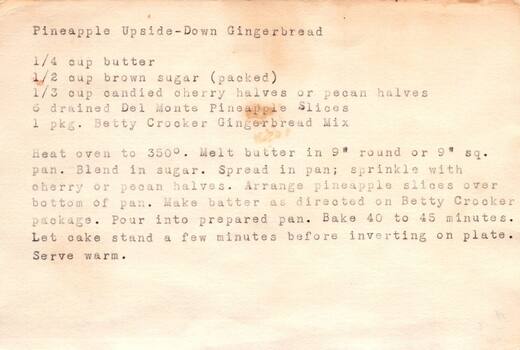 Pineapple Upside-Down Gingerbread
1/4 cup butter
1/2 cup brown sugar (packed)
1/3 cup candied cherry halves or pecan halves
6 drained Del Monte Pineapple Slices
1 pkg. Betty Crocker Gingerbread Mix
Heat oven to 350°. Melt butter in 9" round or 9" sq.
pan. Blend in sugar. Spread in pan; sprinkle with
cherry or pecan halves. Arrange pineapple slices over
bottom of pan. Make batter as directed on Betty Crocker
package. Pour into prepared pan. Bake 40 to 45 minutes.
Let cake stand a few minutes before inverting on plate.
Serve warm.